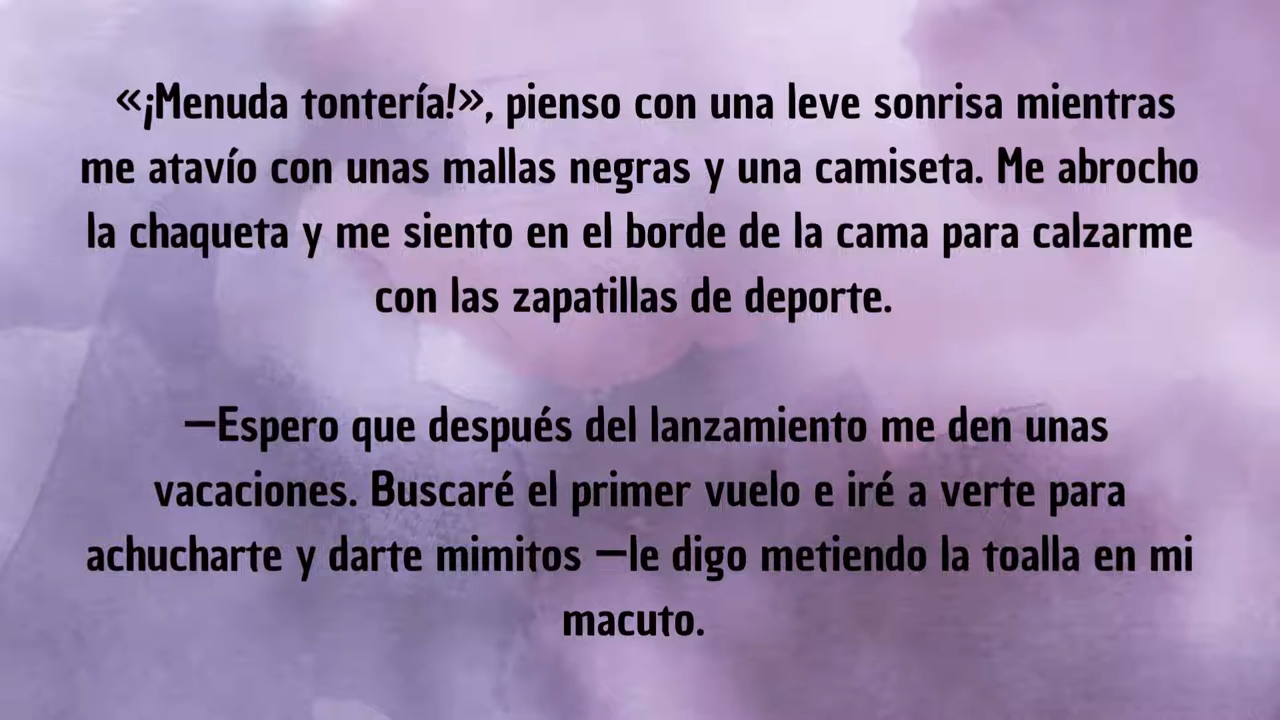 «¡Menuda tontería!», pienso con una leve sonrisa mientras
me atavío con unas mallas negras y una camiseta. Me abrocho
la chaqueta y me siento en el borde de la cama para calzarme
con las zapatillas de deporte.
—Espero que después del lanzamiento me den unas
vacaciones. Buscaré el primer vuelo e iré a verte para
achucharte y darte mimitos —le digo metiendo la toalla en mi
macuto.